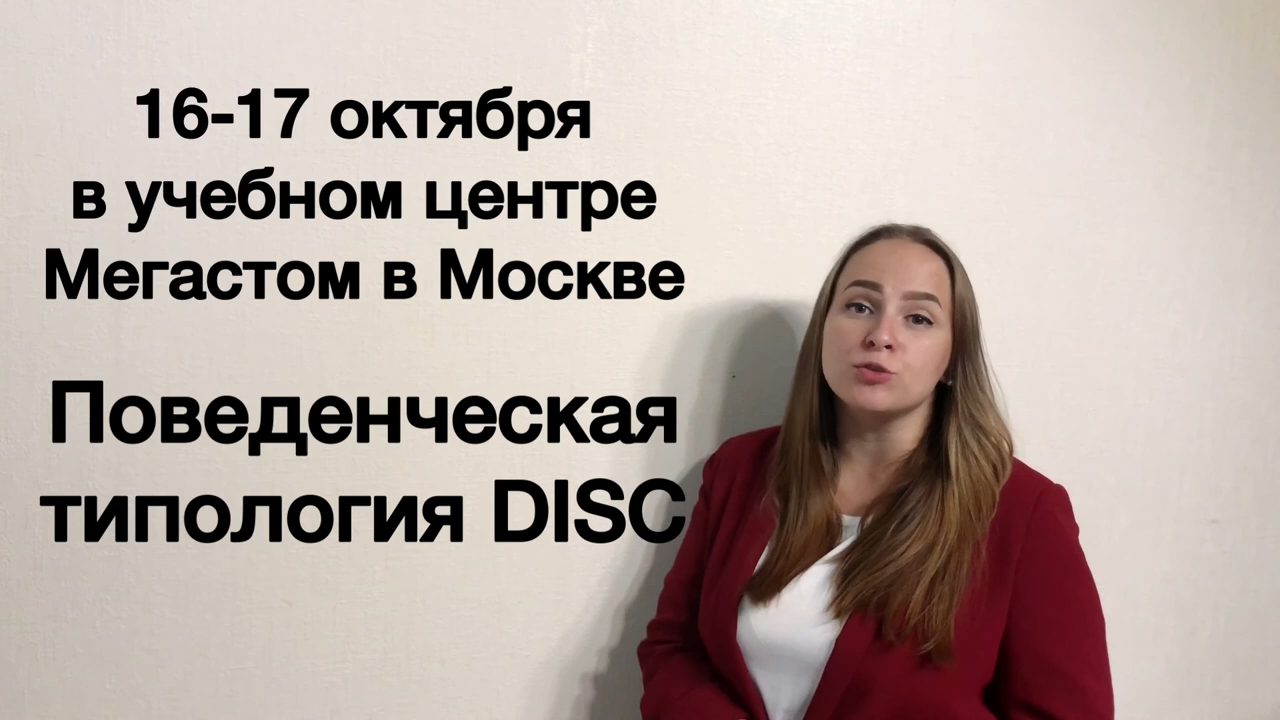 16-17 октября
в учебном центре
Мегастом в Москве
Поведенческая
типология DISC